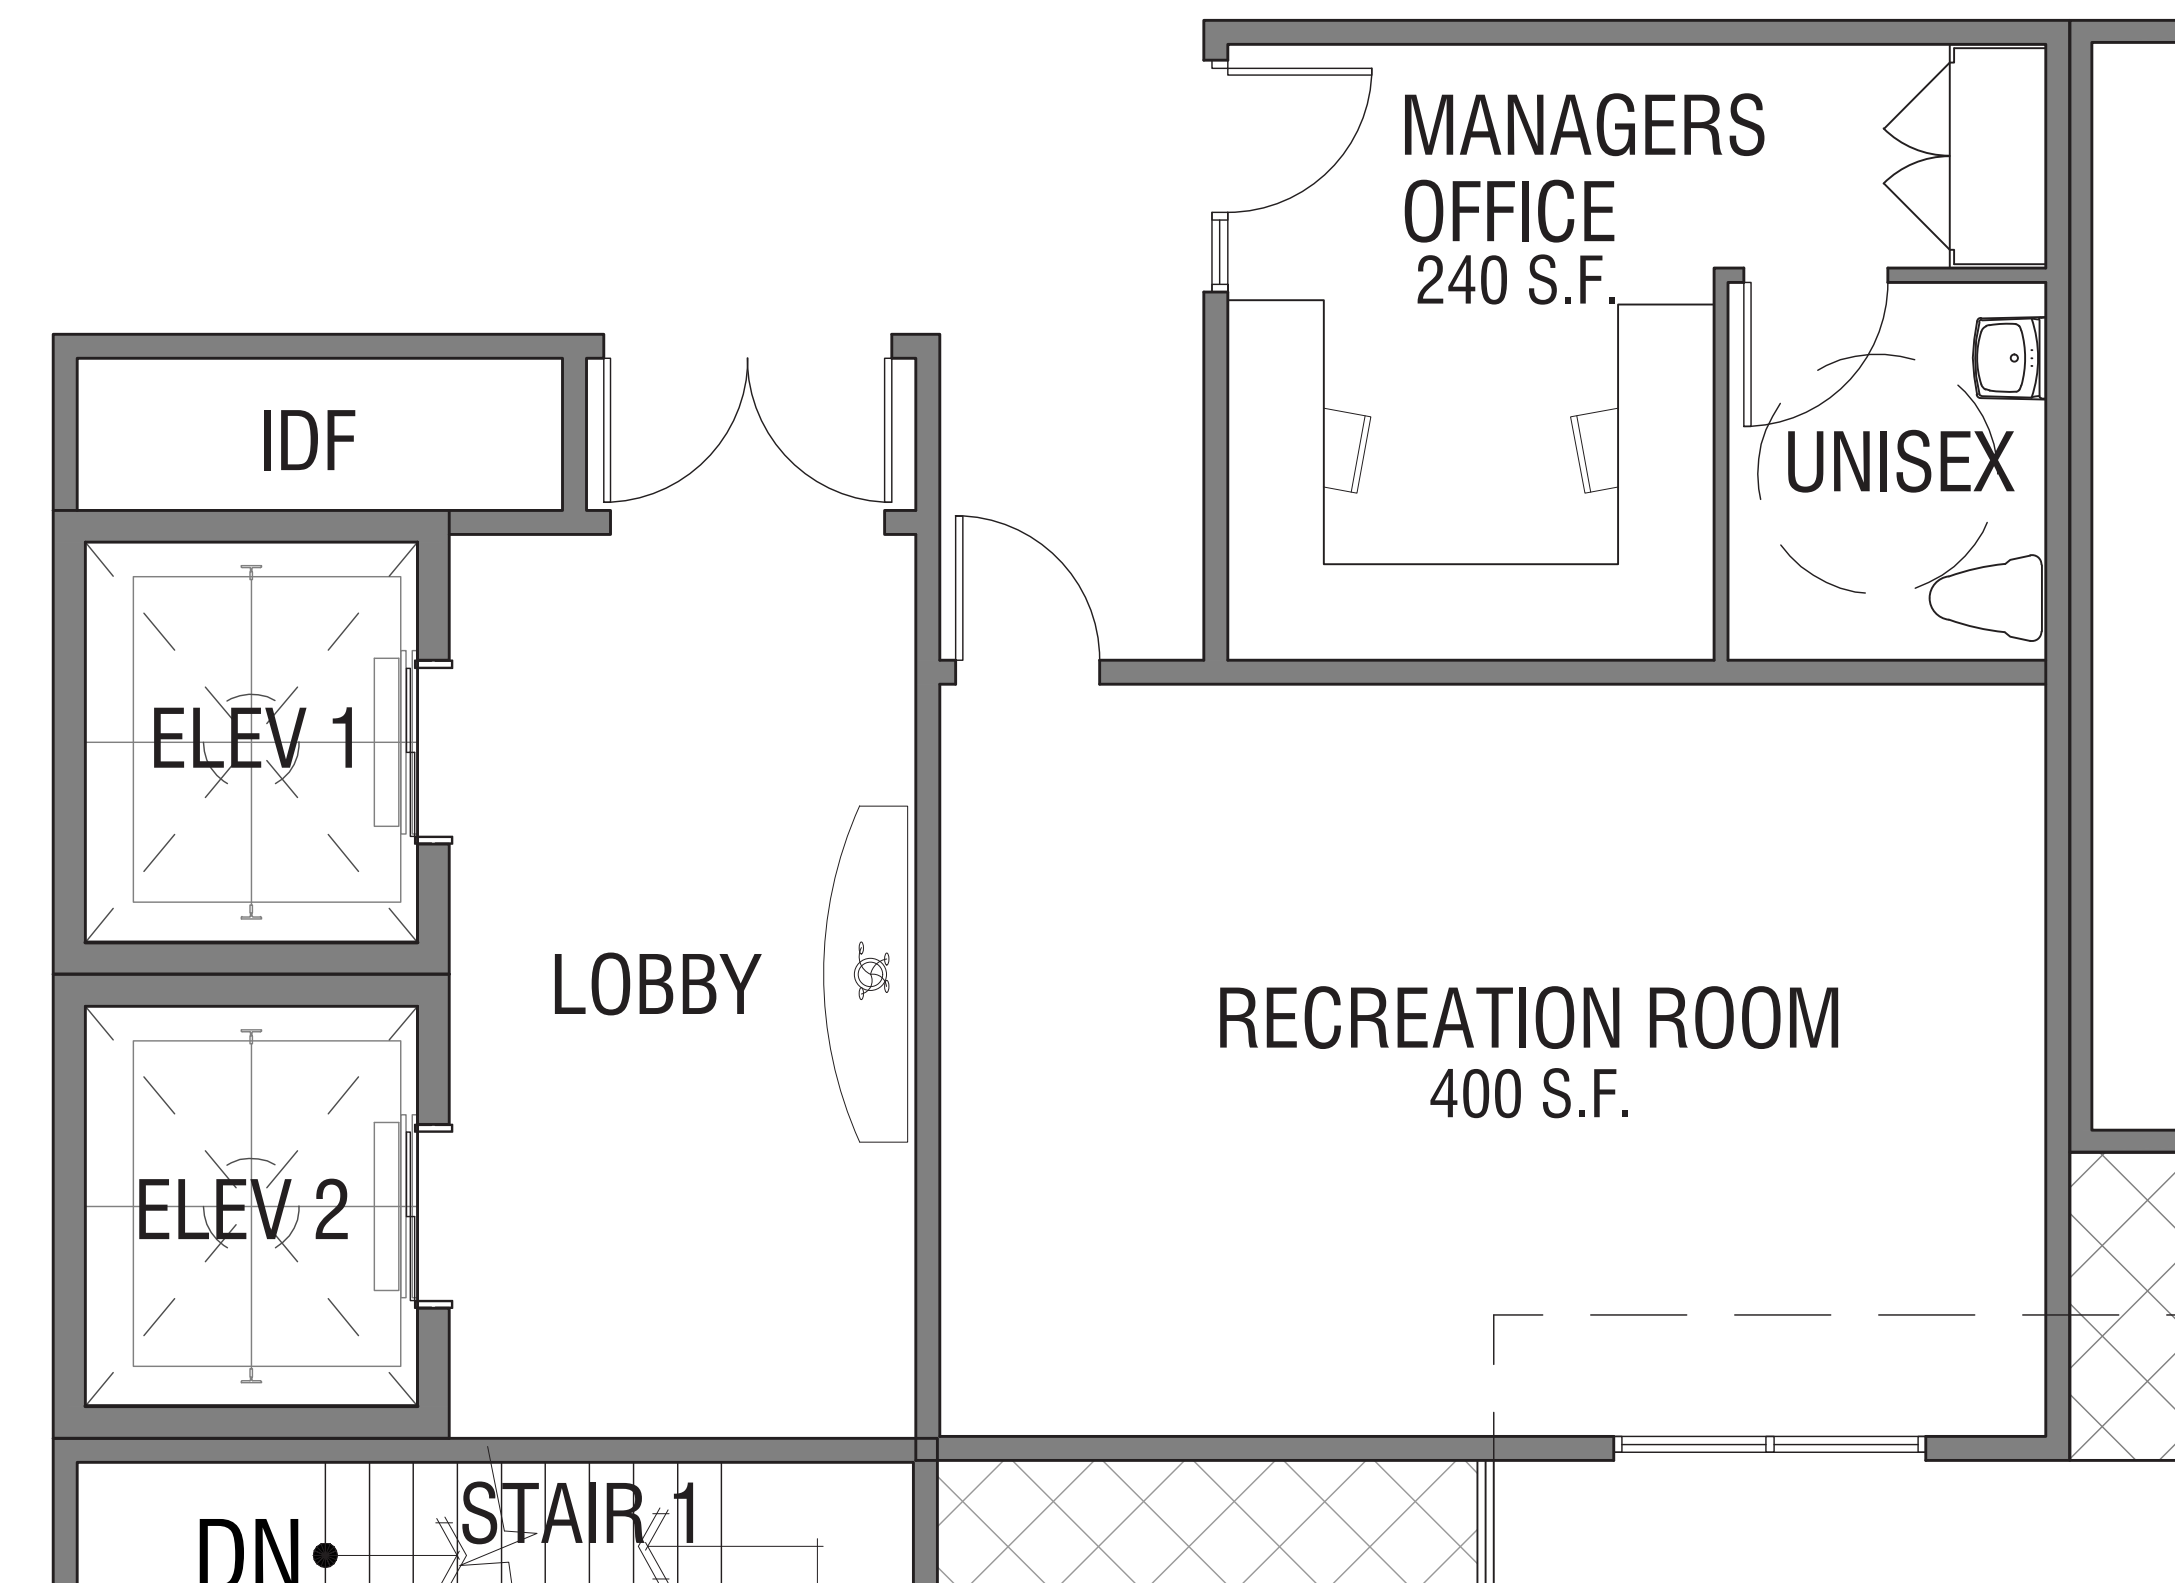 MANAGERS
OFFICE
240 S.F.
IDF
UNISEX
ELEV 1
LOBBY
RECREATION ROOM
400 S.F.
ELEV 2
STAIR 1
DN